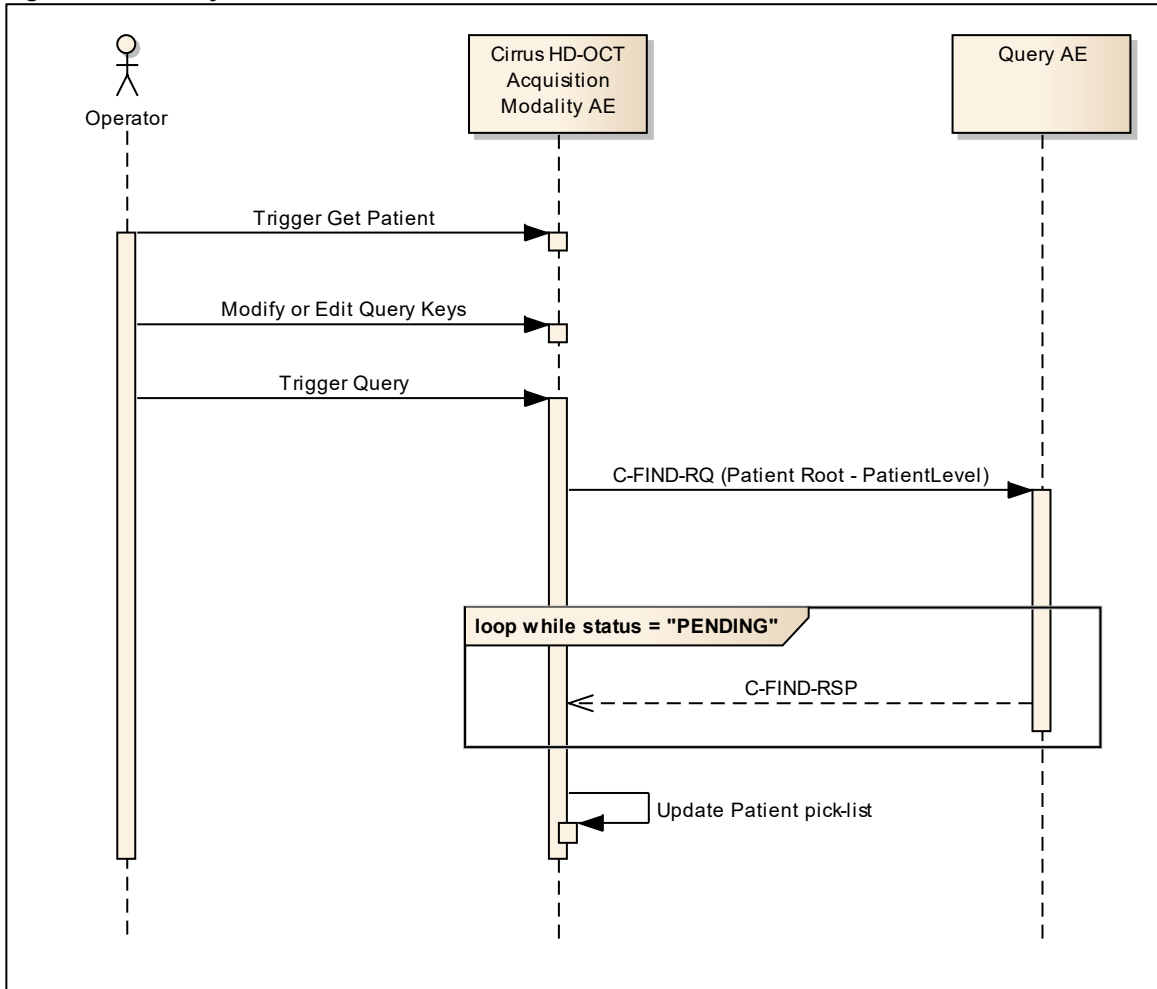 Cirrus HD-OCT
Acquisition
Modality AE
Query AE
Operator
Trigger Get Patient
Modify or Edit Query Keys
Trigger Query
C-FIND-RQ (Patient Root - PatientLevel)
loop while status = "PENDING"
C-FIND-RSP
Update Patient pick-list